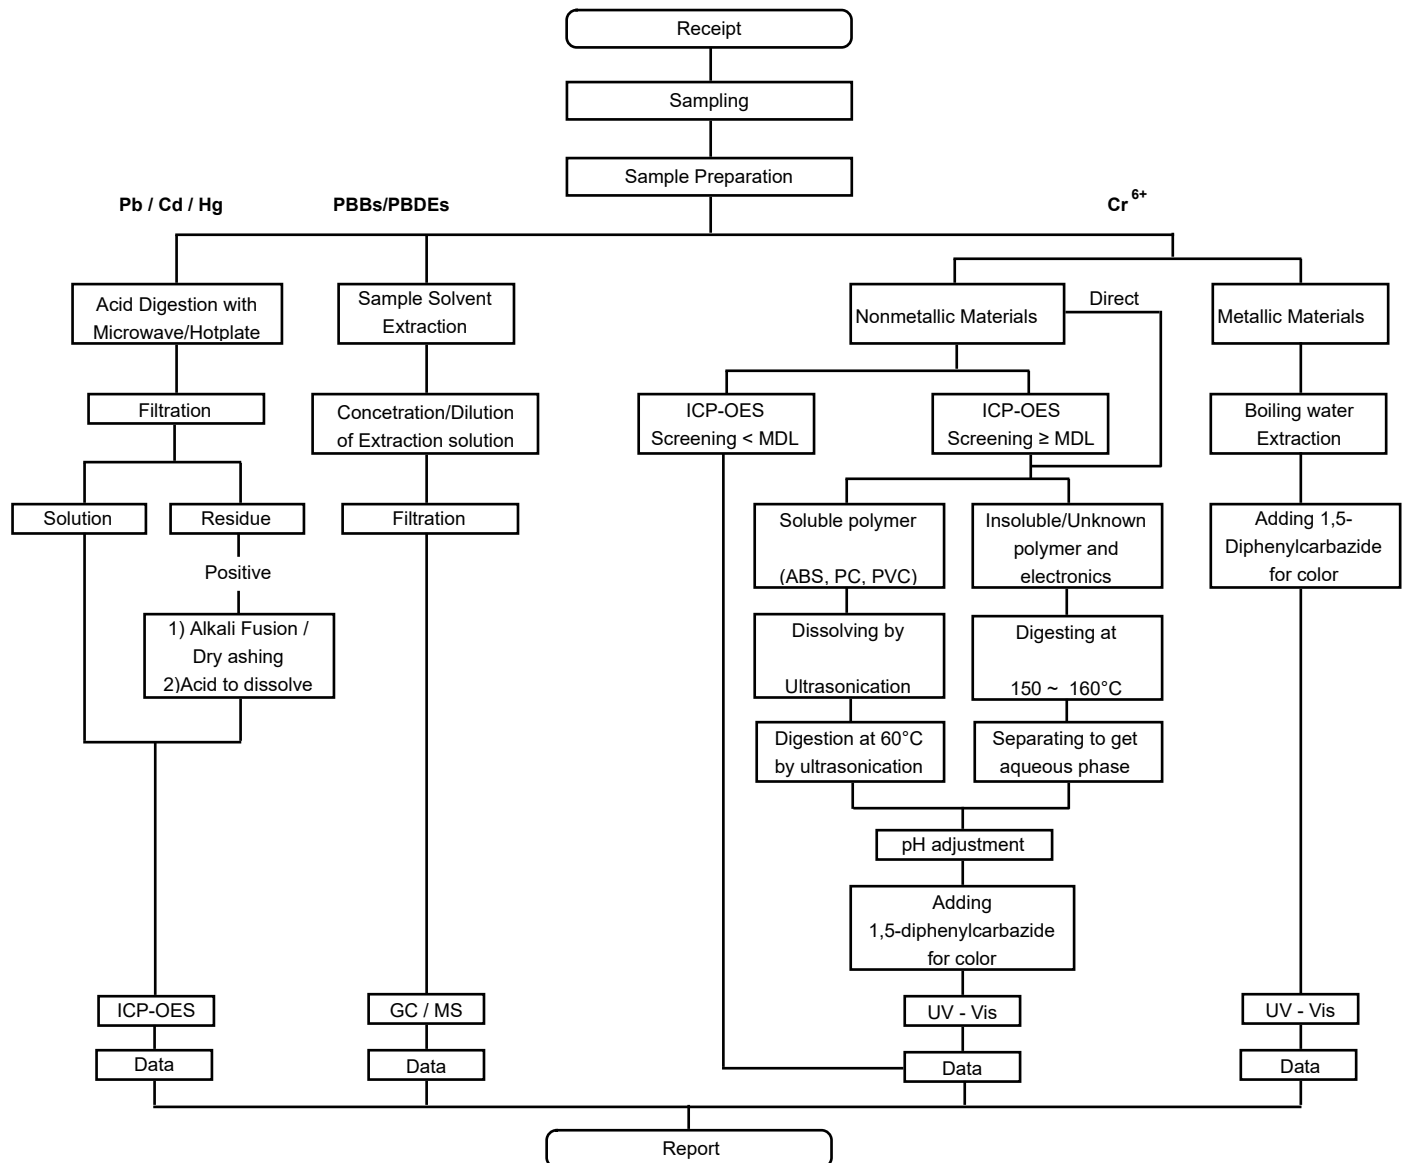 Receipt
Sampling
Sample Preparation
Pb / Cd / Hg
PBBs/PBDEs
Cr 6+
Acid Digestion with
Microwave/Hotplate
Sample Solvent
Extraction
Nonmetallic Materials
Direct
Metallic Materials
Filtration
Concetration/Dilution
of Extraction solution
ICP-OES
Screening < MDL
ICP-OES
Screening ≥ MDL
Boiling water
Extraction
Solution
Residue
Filtration
Soluble polymer
(ABS, PC, PVC)
Insoluble/Unknown
polymer and
electronics
Adding 1,5-
Diphenylcarbazide
for color
Positive
1) Alkali Fusion /
Dry ashing
2)Acid to dissolve
Dissolving by
Ultrasonication
Digesting at
150 ~ 160°C
Digestion at 60°C
by ultrasonication
Separating to get
aqueous phase
pH adjustment
Adding
1,5-diphenylcarbazide
for color
ICP-OES
GC / MS
UV - Vis
UV - Vis
Data
Data
Data
Data
Report